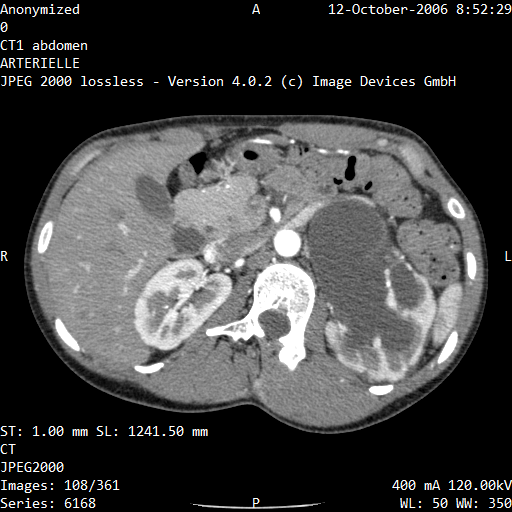 Anonymized A 12-October-2006 8:52:29
0
CT1 abdomen
ARTERIELLE
JPEG 2000 lossless - Version 4.0.2 (c) Image Devices GmbH
R L
ST: 1.00 mm SL: 1241.50 mm
CT
JPEG2000
Images: 108/361 400 mA 120.00kV
Series: 6168 P WL: 50 WW: 350